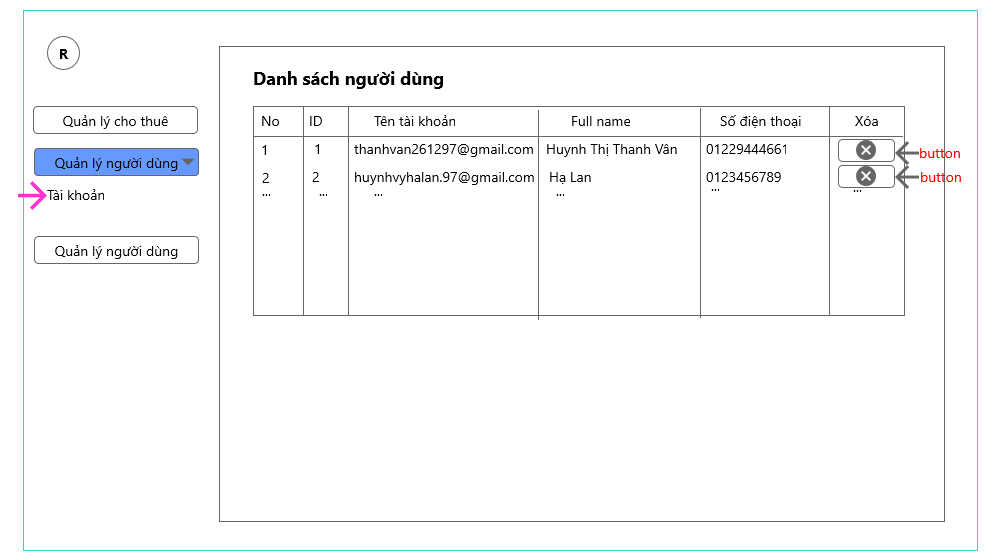 R
Quản lý cho thuê
Quản lý người dùng
Tài khoản
Quản lý người dùng
Danh sách người dùng
No ID Tên tài khoản Full name Số điện thoại Xóa
1 1 thanhvan261297@gmail.com Huynh Thị Thanh Vân 01229444661 button
2 2 huynhvyhalan.97@gmail.com Hạ Lan 0123456789 button
... ... ... ... ... ...